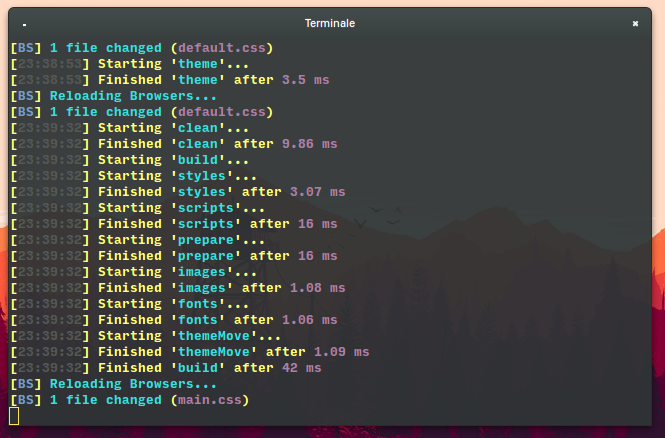 Terminale
[BS] 1 file changed (default.css)
[23:38:53] Starting 'theme'...
[23:38:53] Finished 'theme' after 3.5 ms
[BS] Reloading Browsers...
[BS] 1 file changed (default.css)
[23:39:32] Starting 'clean'...
[23:39:32] Finished 'clean' after 9.86 ms
[23:39:32] Starting 'build'...
[23:39:32] Starting 'styles'...
[23:39:32] Finished 'styles' after 3.07 ms
[23:39:32] Starting 'scripts'...
[23:39:32] Finished 'scripts' after 16 ms
[23:39:32] Starting 'prepare'...
[23:39:32] Finished 'prepare' after 16 ms
[23:39:32] Starting 'images'...
[23:39:32] Finished 'images' after 1.08 ms
[23:39:32] Starting 'fonts'...
[23:39:32] Finished 'fonts' after 1.06 ms
[23:39:32] Starting 'themeMove'...
[23:39:32] Finished 'themeMove' after 1.09 ms
[23:39:32] Finished 'build' after 42 ms
[BS] Reloading Browsers...
[BS] 1 file changed (main.css)